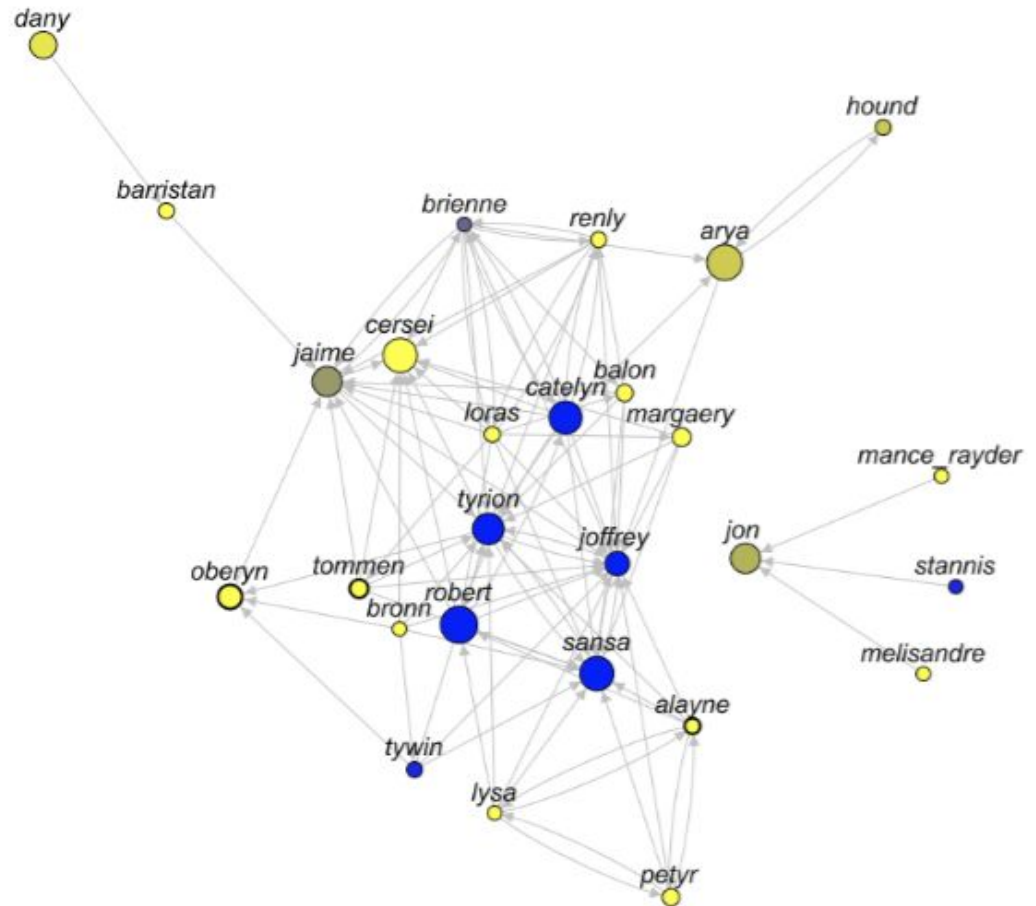 dany
hound
barristan
brienne
renly
arya
cersei
jaime
balon
catelyn
loras
margaery
mance_rayder
tyrion
joffrey
jon
stannis
oberyn
tommen
robert
bronn
sansa
melisandre
alayne
tywin
lysa
petyr